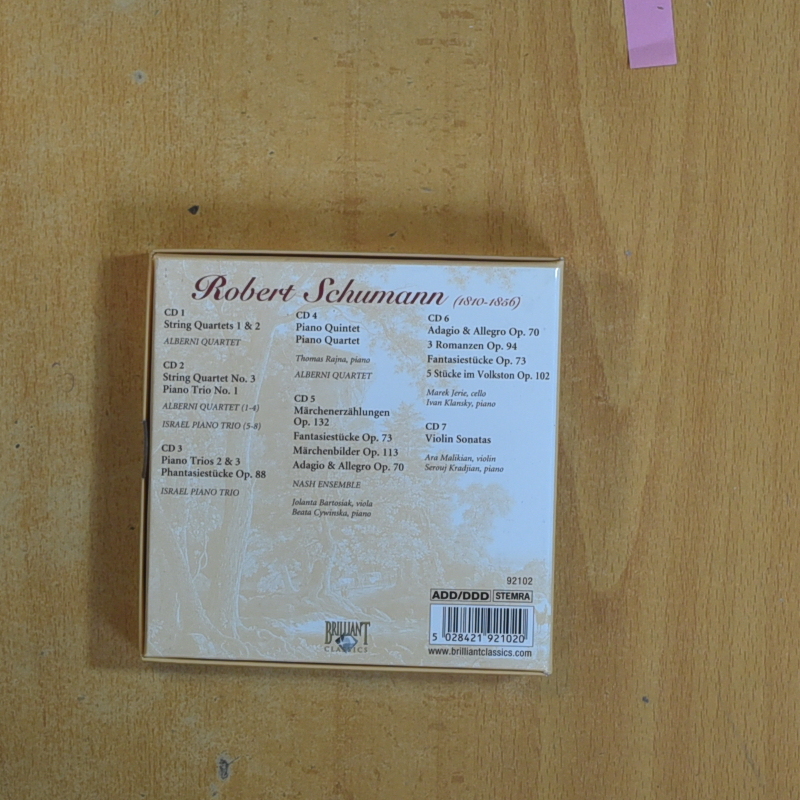 Robert Schumann (1810-1856)
CD 1
String Quartets 1 & 2
ALBERNI QUARTET
CD 2
String Quartet No. 3
Piano Trio No. 1
ALBERNI QUARTET (1-4)
ISRAEL PIANO TRIO (5-8)
CD 3
Piano Trios 2 & 3
Phantasiestücke Op. 88
ISRAEL PIANO TRIO
CD 4
Piano Quintet
Piano Quartet
Thomas Rajna, piano
ALBERNI QUARTET
CD 5
Märchenerzählungen
Op. 132
Fantasiestücke Op. 73
Märchenbilder Op. 113
Adagio & Allegro Op. 70
NASH ENSEMBLE
Jolanta Bartosiak, viola
Beata Cywinska, piano
CD 6
Adagio & Allegro Op. 70
3 Romanzen Op. 94
Fantasiestücke Op. 73
5 Stücke im Volkston Op. 102
Marek Jerie, cello
Ivan Klansky, piano
CD 7
Violin Sonatas
Ara Malikian, violin
Serouj Kradjian, piano
92102
ADD/DDD STEMRA
5 028421 921020
www.brilliantclassics.com
BRILLIANT
CLASSICS